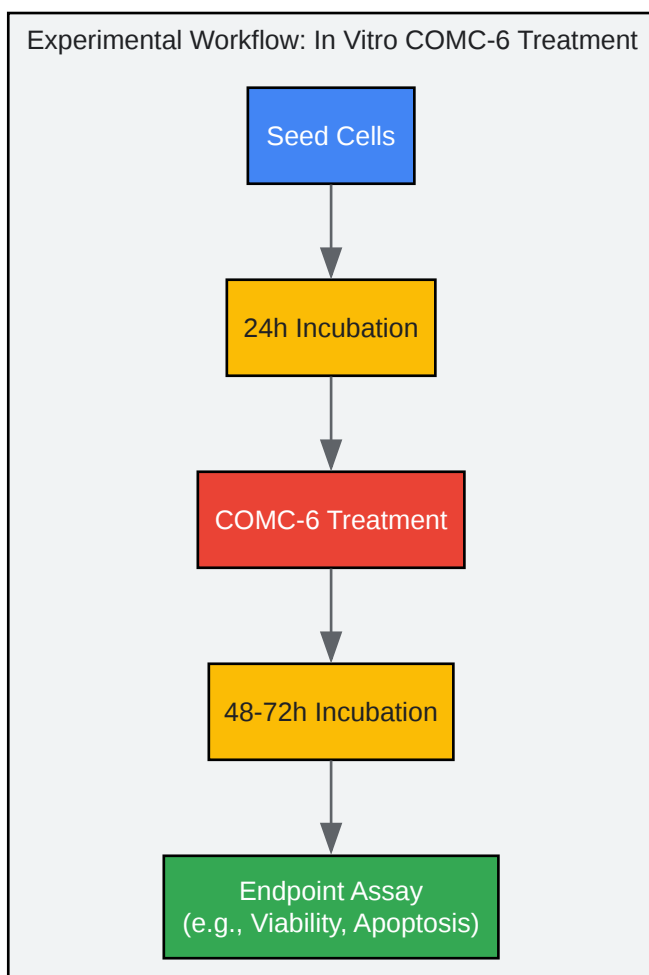 Experimental Workflow: In Vitro COMC-6 Treatment
Seed Cells
24h Incubation
COMC-6 Treatment
48-72h Incubation
Endpoint Assay
(e.g., Viability, Apoptosis)